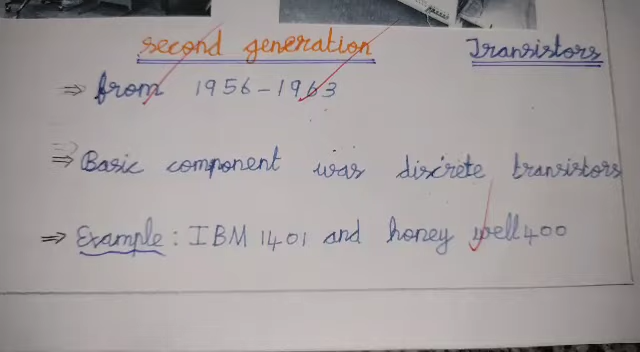 second generation Transistors
⇒ from 1956-1963
⇒ Basic component was discrete transistors
⇒ Example: IBM 1401 and honey well 400